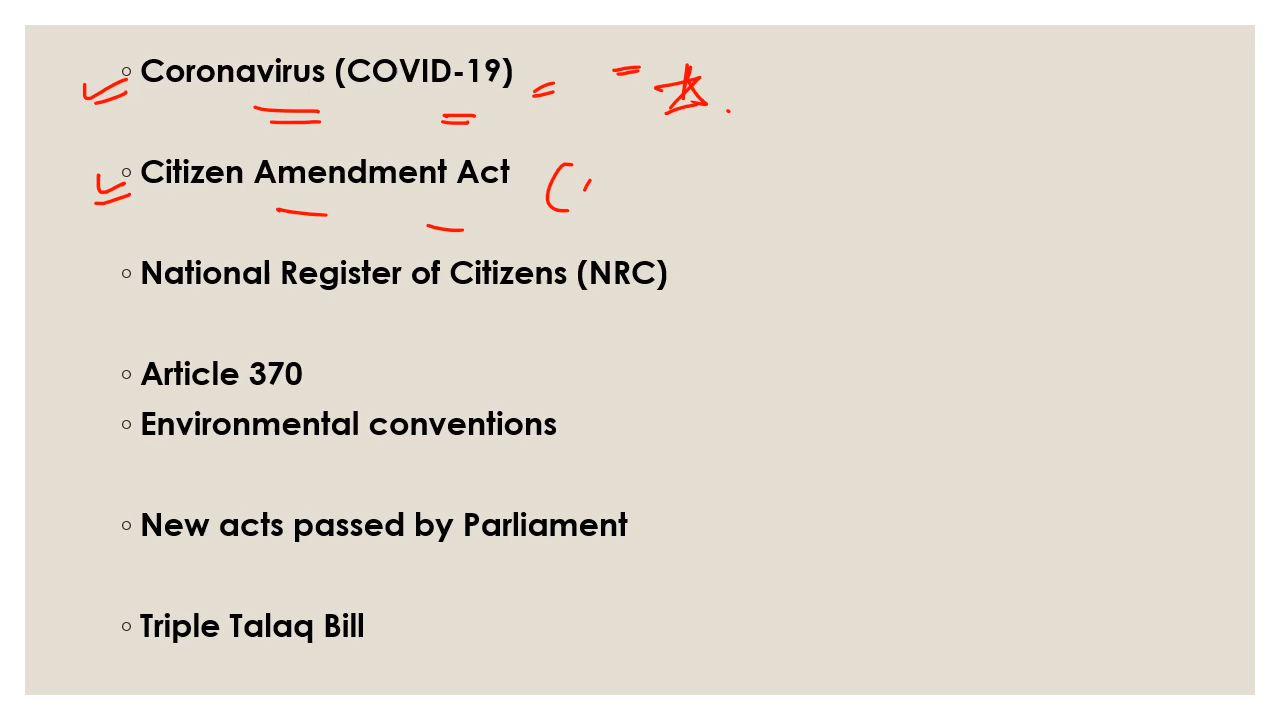 Coronavirus (COVID-19)
Citizen Amendment Act
National Register of Citizens (NRC)
Article 370
Environmental conventions
New acts passed by Parliament
Triple Talaq Bill